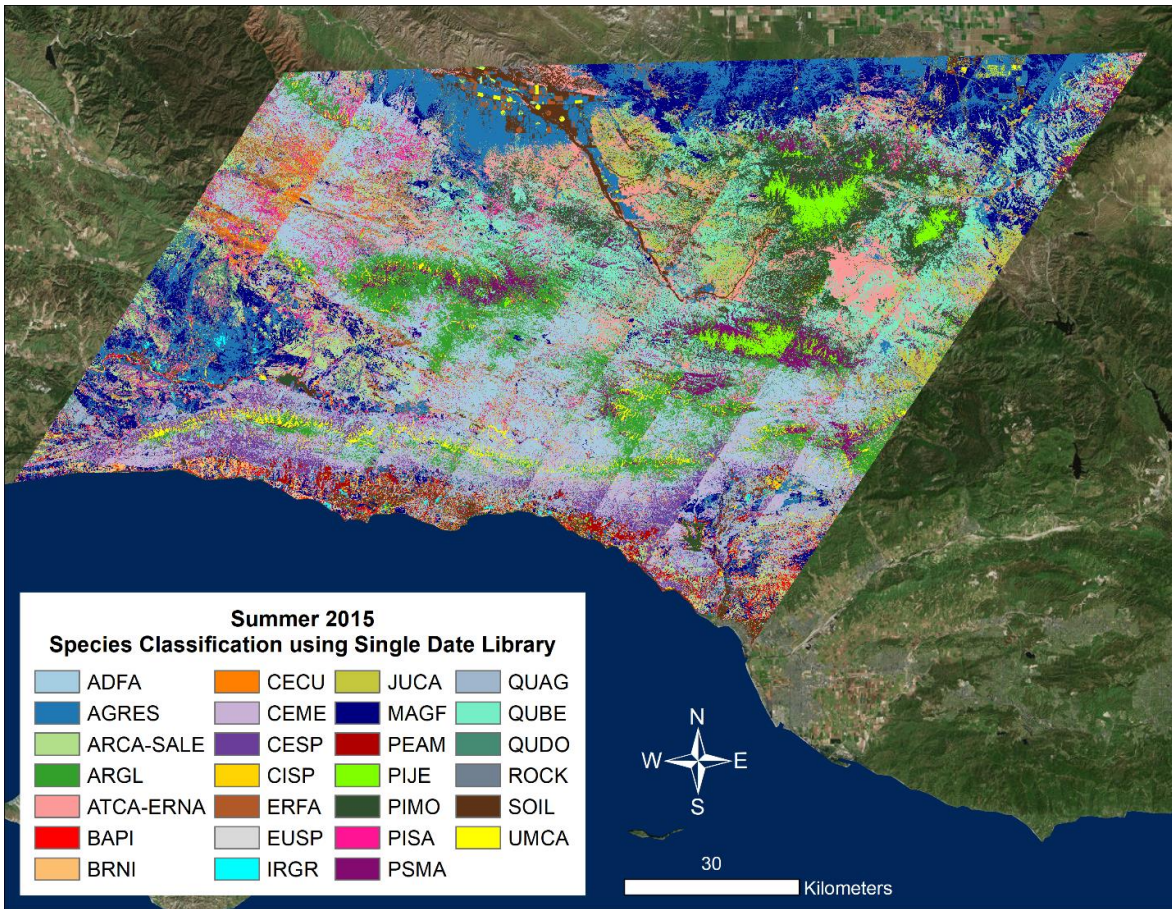 Summer 2015
Species Classification using Single Date Library
ADFA
AGRES
ARCA-SALE
ARGL
ATCA-ERNA
BAPI
BRNI
CECU
CEME
CESP
CISP
ERFA
EUSP
IRGR
JUCA
MAGF
PEAM
PIJE
PIMO
PISA
PSMA
QUAG
QUBE
QUDO
ROCK
SOIL
UMCA
N
W E
S
30
Kilometers